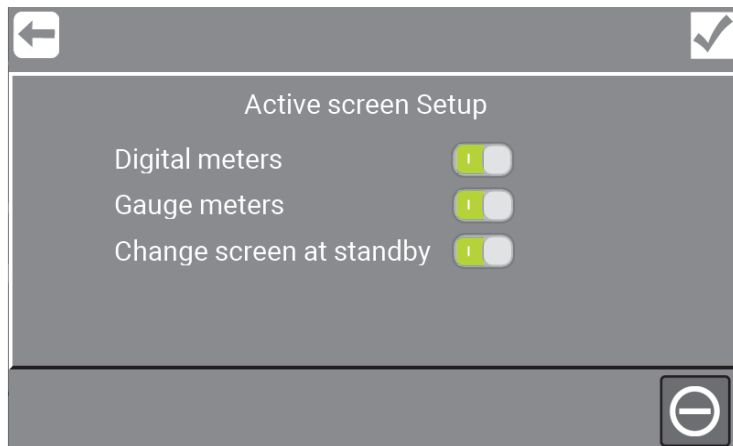 Active screen Setup
Digital meters
Gauge meters
Change screen at standby